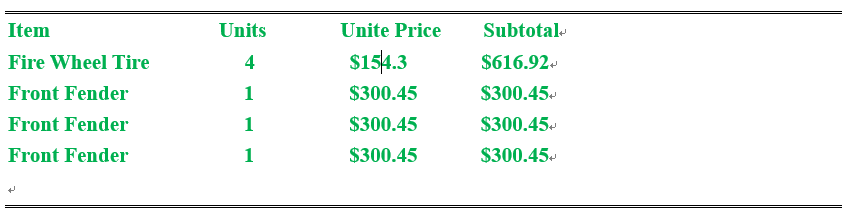 Item Units Unite Price Subtotal
Fire Wheel Tire 4 $154.3 $616.92
Front Fender 1 $300.45 $300.45
Front Fender 1 $300.45 $300.45
Front Fender 1 $300.45 $300.45